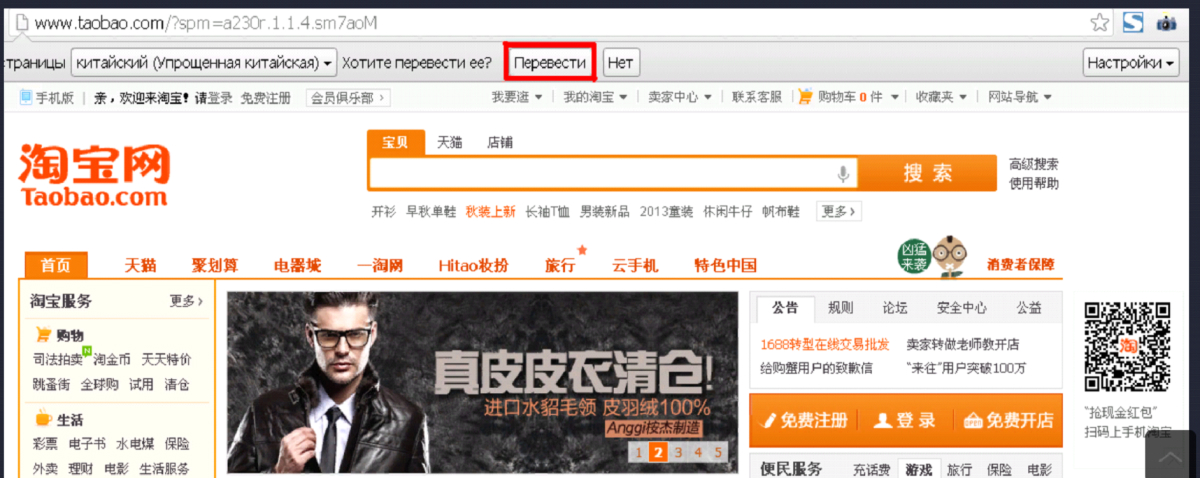 www.taobao.com/?spm=a230r.1.1.4.sm7aoM
траницы китайский (Упрощенная китайская) Хотите перевести ее? Перевести Нет Настройки
手机版 亲，欢迎来淘宝！请登录 免费注册 会员俱乐部 我要逛 我的淘宝 卖家中心 联系客服 购物车 0 件 收藏夹 网站导航
宝贝 天猫 店铺
淘宝网
Taobao.com
搜 索
高级搜索
使用帮助
开衫 早秋单鞋 秋装上新 长袖T恤 男装新品 2013童装 休闲牛仔 帆布鞋 更多
凶猛
来袭
首页 天猫 聚划算 电器城 一淘网 Hitao妆扮 旅行 云手机 特色中国 消费者保障
淘宝服务 更多
购物
司法拍卖 N 淘金币 天天特价
跳蚤街 全球购 试用 清仓
生活
彩票 电子书 水电煤 保险
外卖 理财 电影 生活服务
真皮皮衣清仓!
进口水貂毛领 皮羽绒100%
Anggi按杰制造
1 2 3 4 5
公告 规则 论坛 安全中心 公益
1688转型在线交易批发 卖家转做老师教开店
给购蟹用户的致歉信 “来往”用户突破100万
免费注册 登 录 免费开店
便民服务 充话费 游戏 旅行 保险 电影
淘
“抢现金红包”
扫码上手机淘宝